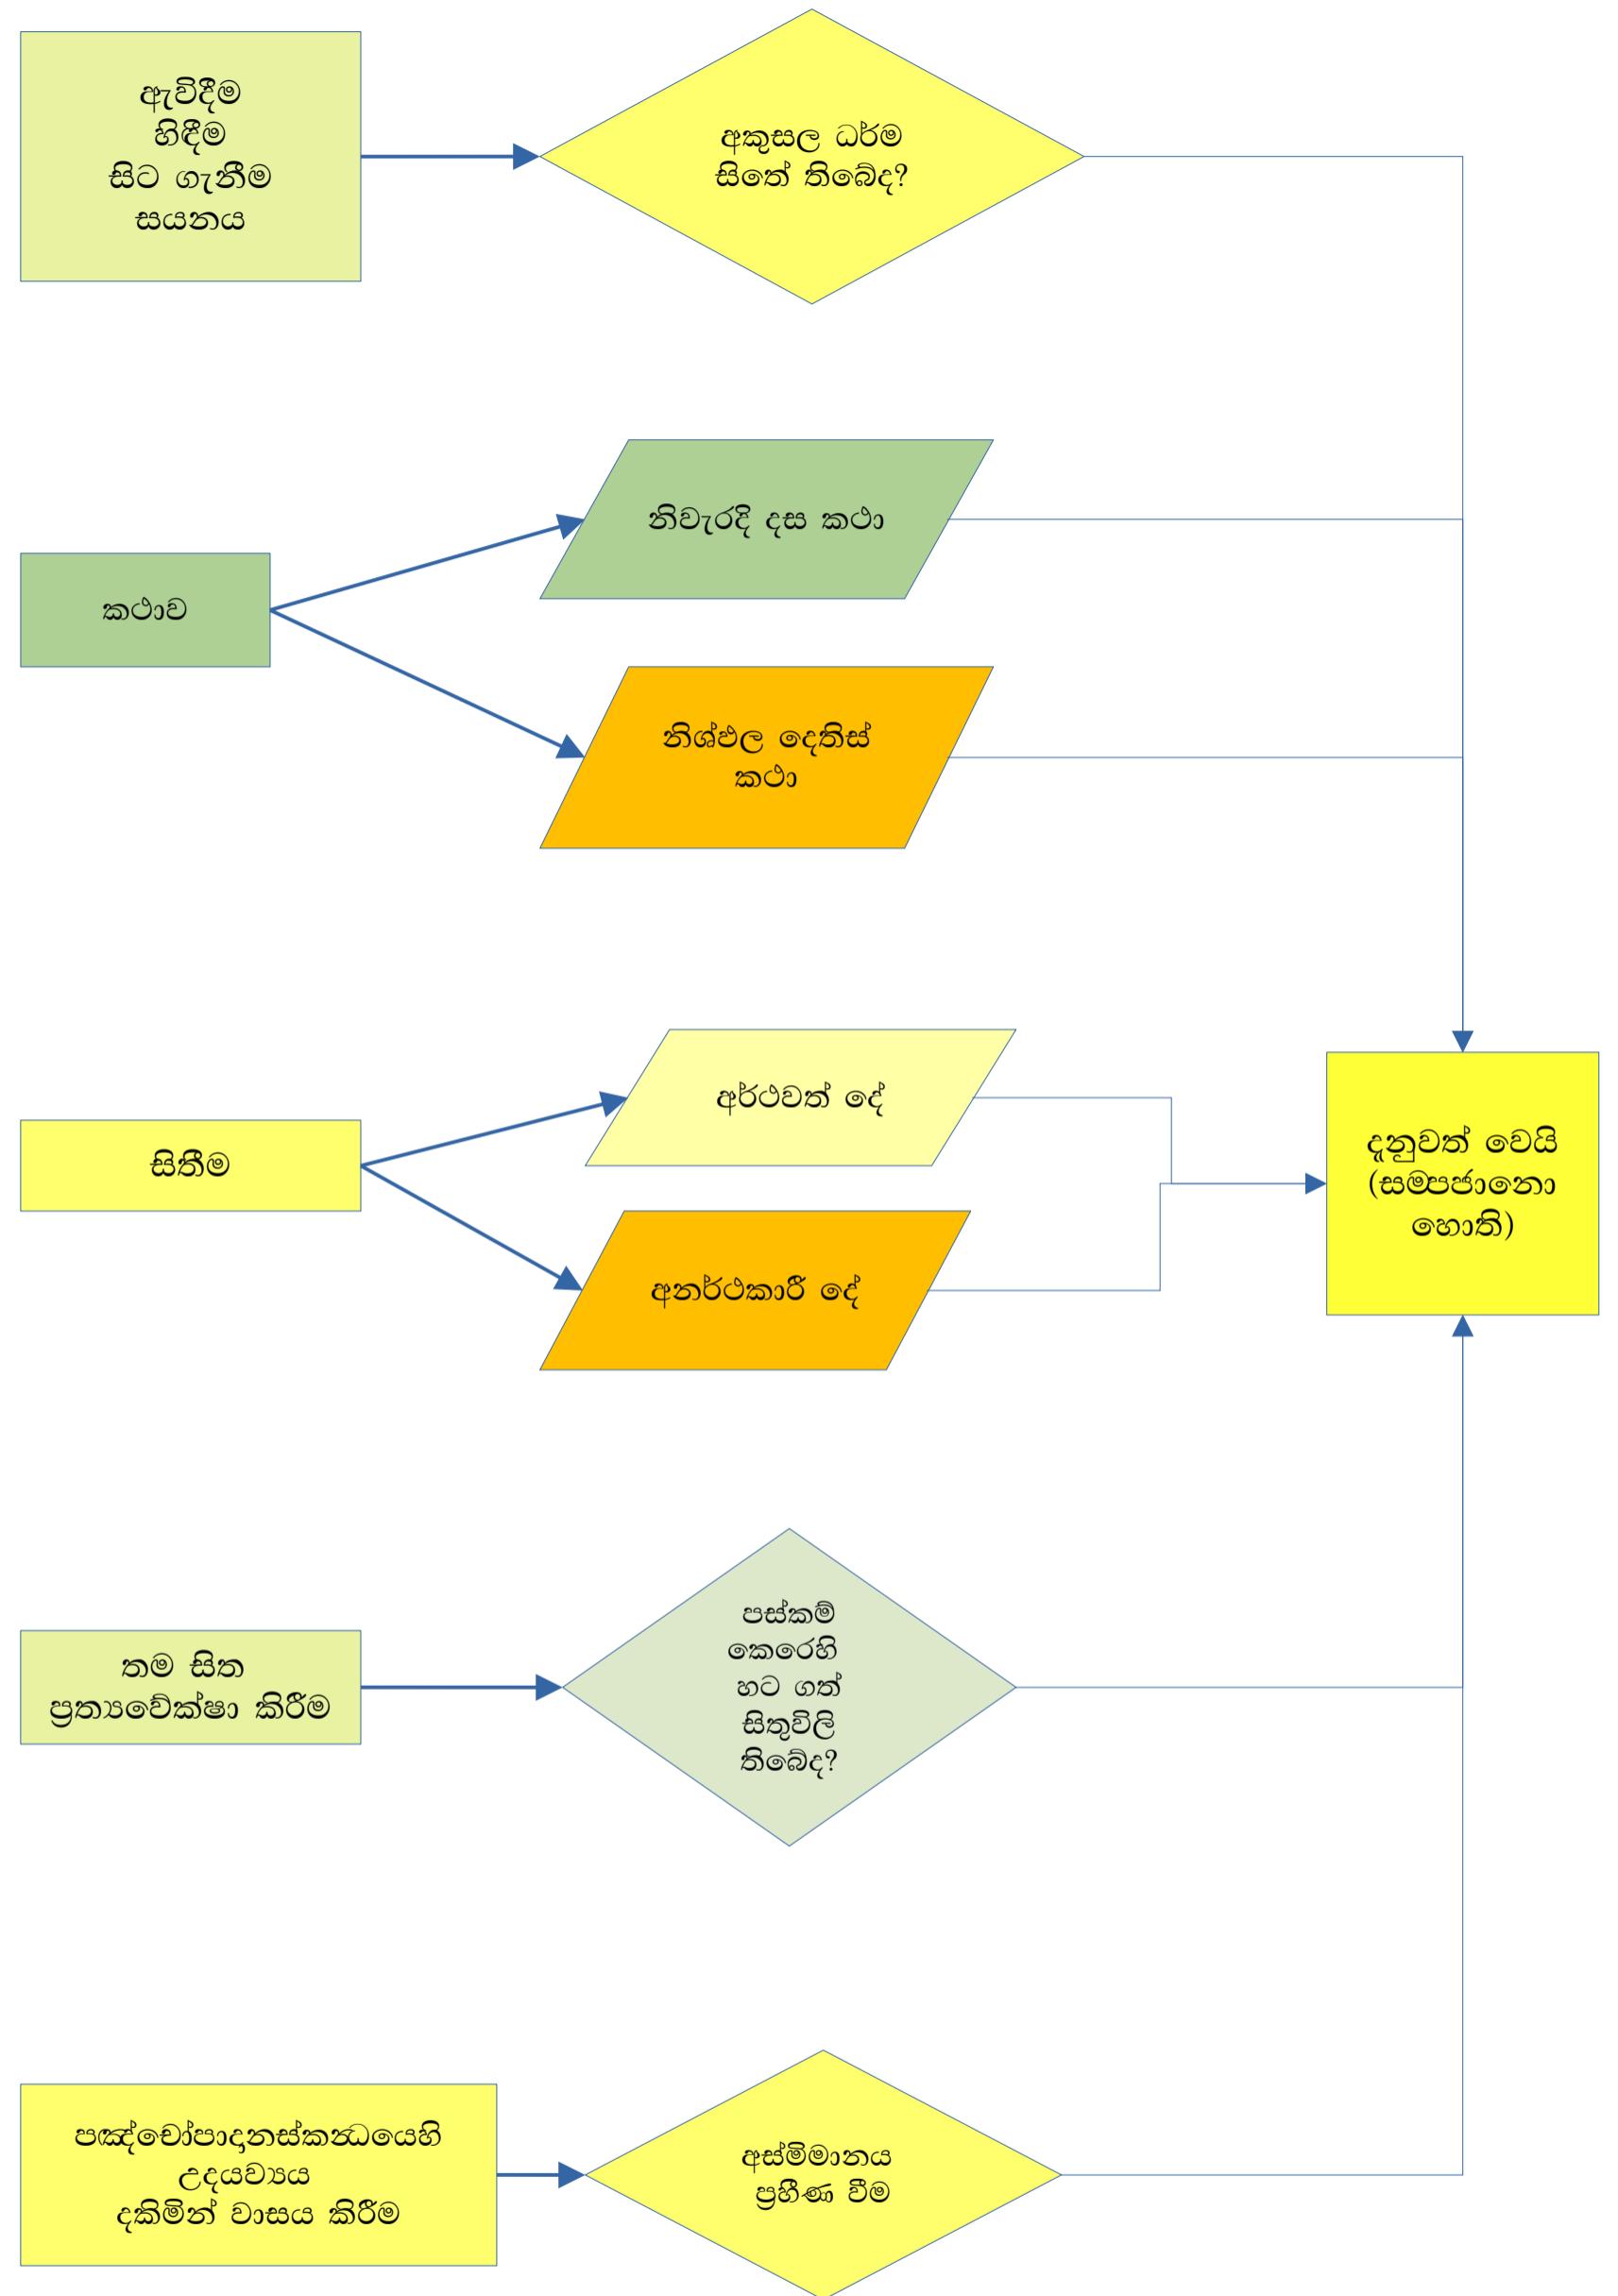 ඇවිදීම
හිඳීම
සිට ගැනීම
සයනය
අකුසල ධර්ම
සිතේ තිබේද?
කථාව
නිවැරදි දස කථා
නිශ්ඵල දෙතිස්
කථා
සිතීම
අර්ථවත් දේ
අනර්ථකාරී දේ
දැනුවත් වෙයි
(සම්‍පජානො
හොති)
තම සිත
ප්‍රත්‍යවේක්ෂා කිරීම
පස්කම්
කෙරෙහි
හට ගත්
සිතුවිලි
තිබේද?
පඤ්චෝපාදානස්කන්‍ධයෙහි
උදයව්‍යය
දකිමින් වාසය කිරීම
අස්මිමානය
ප්‍රහීණ වීම